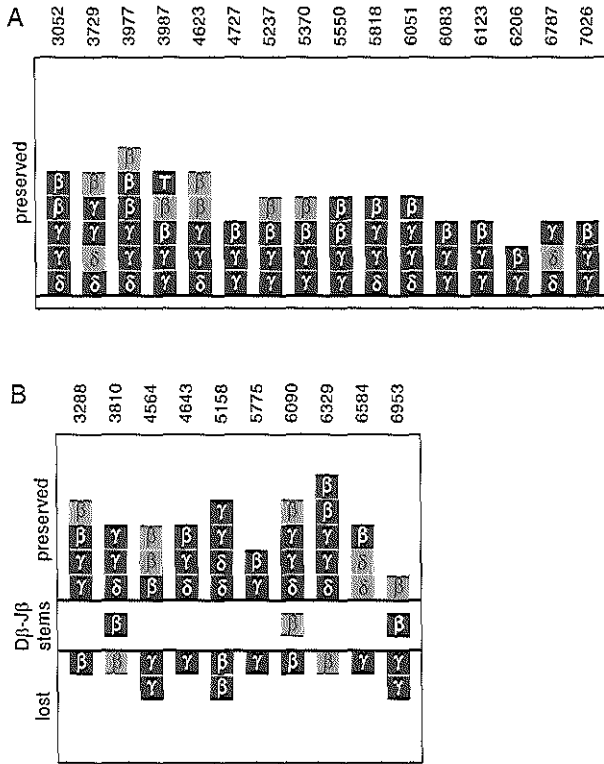 A
3052 3729 3977 3987 4623 4727 5237 5370 5550 5818 6051 6083 6123 6206 6787 7026
preserved
β
β β β T β
β γ β β β β β β β β
γ γ γ β γ β β β β β γ β β γ β
γ δ γ γ γ γ γ γ γ γ γ γ γ β δ γ
δ δ δ γ δ γ γ γ γ δ δ γ γ γ δ γ
B
3288 3810 4564 4643 5158 5775 6090 6329 6584 6953
preserved
β
β γ β β
β γ β β γ γ γ β
γ γ β γ δ β γ γ δ
γ δ β δ δ γ δ δ δ β
Dβ-Jβ
stems
β β β
lost
β β γ γ β γ β β γ γ
γ β γ